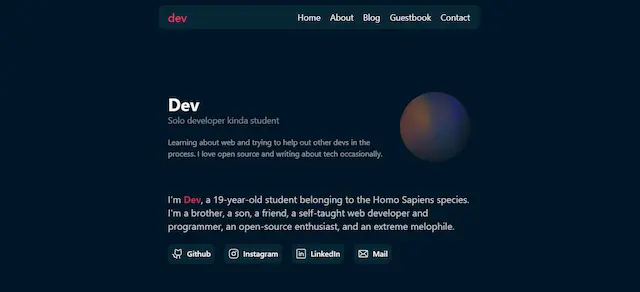 dev
Home About Blog Guestbook Contact
Dev
Solo developer kinda student
Learning about web and trying to help out other devs in the
process. I love open source and writing about tech occasionally.
I'm Dev, a 19-year-old student belonging to the Homo Sapiens species.
I'm a brother, a son, a friend, a self-taught web developer and
programmer, an open-source enthusiast, and an extreme melophile.
Github Instagram LinkedIn Mail